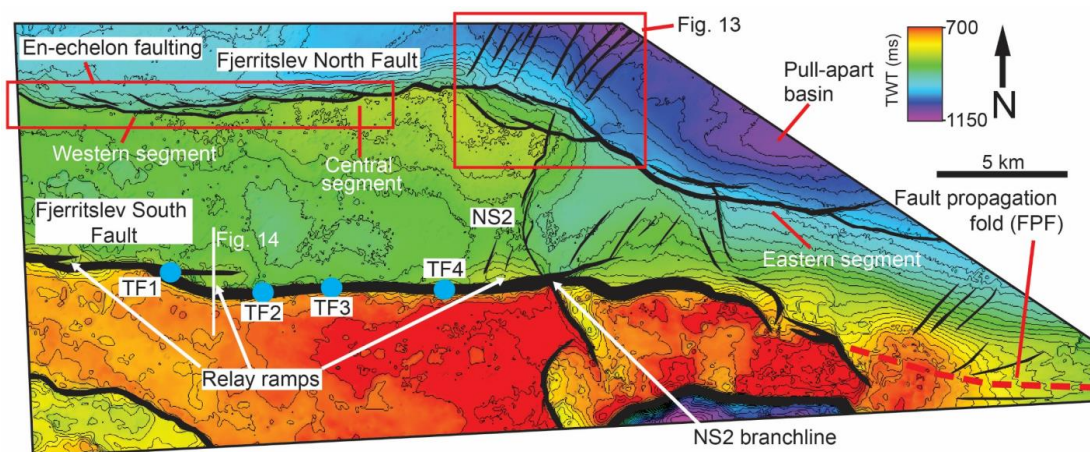 En-echelon faulting
Fjerritslev North Fault
Fig. 13
700
TWT (ms)
1150
N
Pull-apart
basin
5 km
Western segment
Central
segment
Fault propagation
fold (FPF)
Fjerritslev South
Fault
Fig. 14
NS2
Eastern segment
TF1
TF2
TF3
TF4
Relay ramps
NS2 branchline